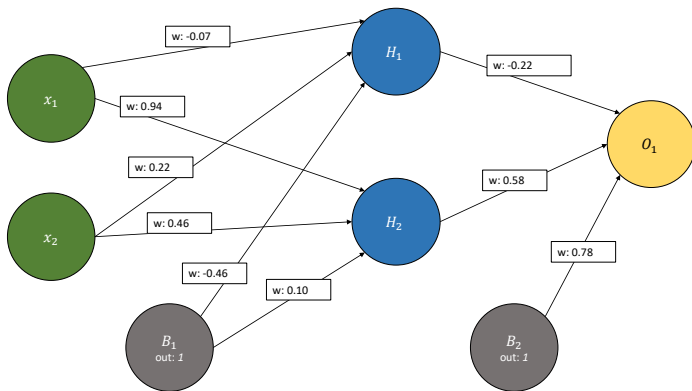 w: -0.07
H₁
w: -0.22
x₁
w: 0.94
O₁
w: 0.22
w: 0.58
x₂
w: 0.46
H₂
w: 0.78
w: -0.46
w: 0.10
B₁
out: 1
B₂
out: 1